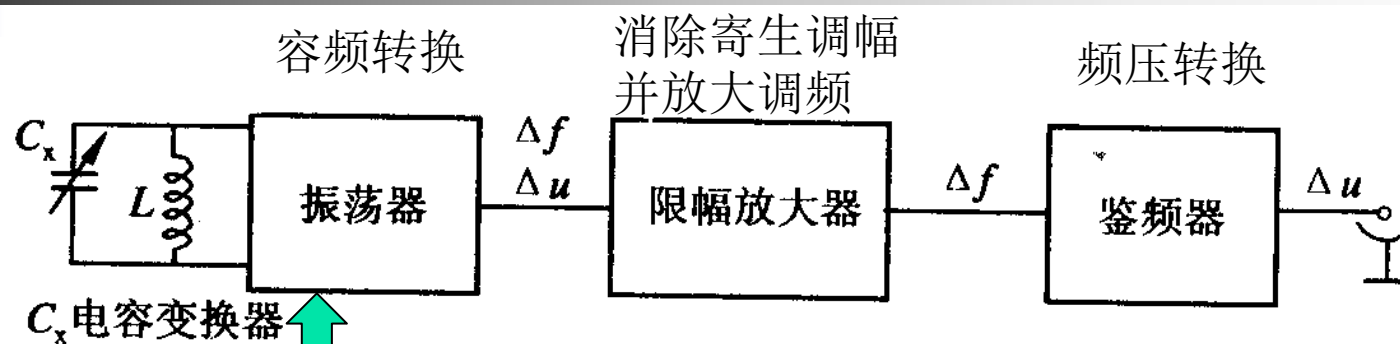 容频转换
消除寄生调幅
并放大调频
频压转换
Cx
L
振荡器
Δf
Δu
限幅放大器
Δf
鉴频器
Δu
Cx电容变换器